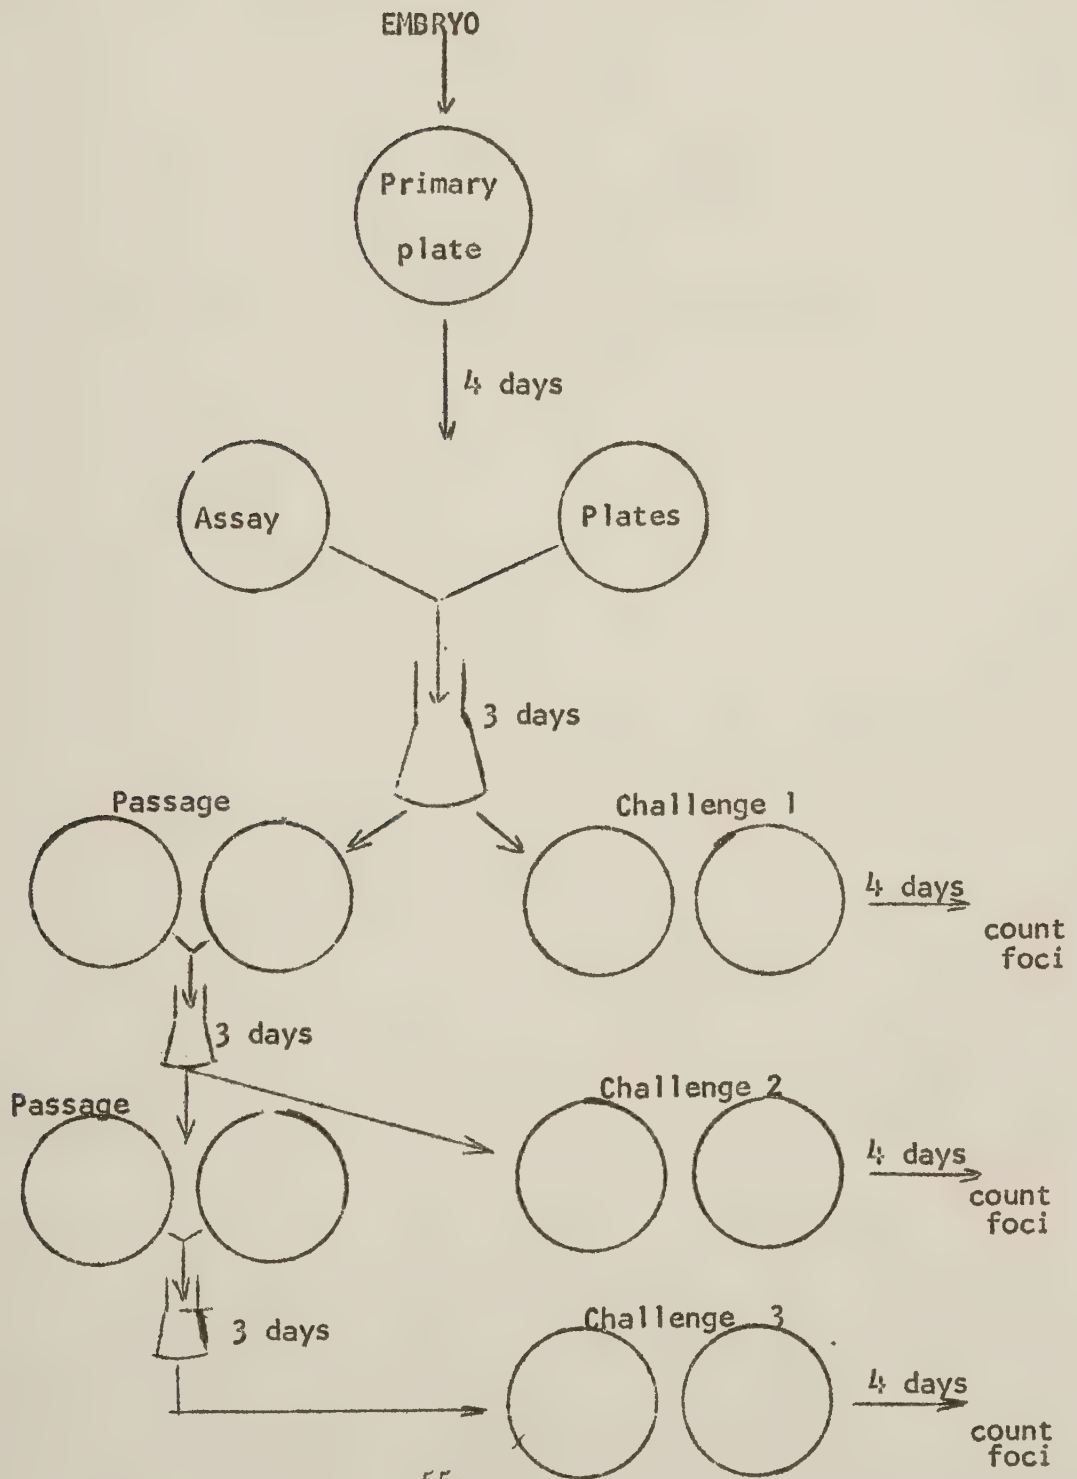 EMBRYO
Primary
plate
4 days
Assay
Plates
3 days
Passage
Challenge 1
4 days
count
foci
3 days
Passage
Challenge 2
4 days
count
foci
3 days
Challenge 3
4 days
count
foci
55